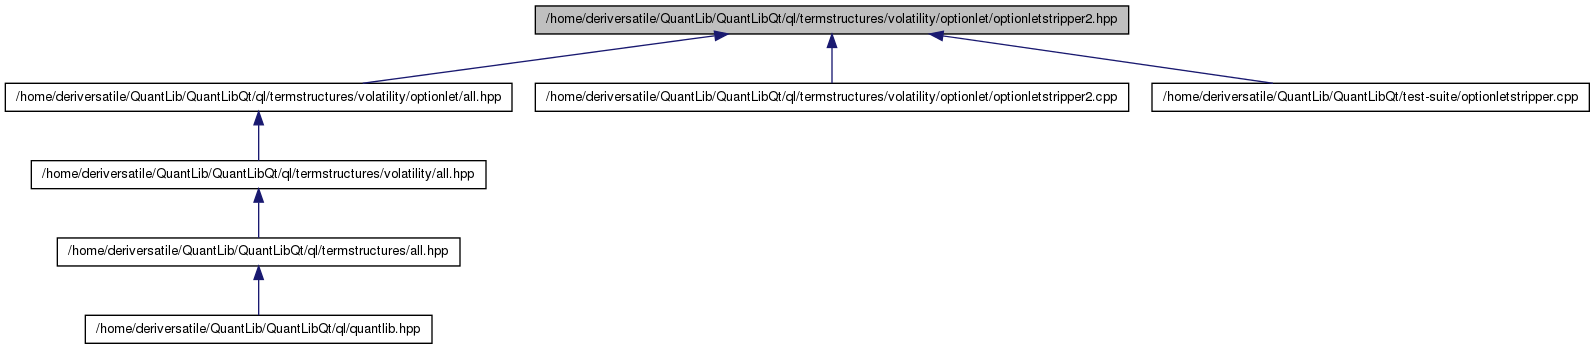 /home/deriversatile/QuantLib/QuantLibQt/ql/termstructures/volatility/optionlet/optionletstripper2.hpp
/home/deriversatile/QuantLib/QuantLibQt/ql/termstructures/volatility/optionlet/all.hpp
/home/deriversatile/QuantLib/QuantLibQt/ql/termstructures/volatility/optionlet/optionletstripper2.cpp
/home/deriversatile/QuantLib/QuantLibQt/test-suite/optionletstripper.cpp
/home/deriversatile/QuantLib/QuantLibQt/ql/termstructures/volatility/all.hpp
/home/deriversatile/QuantLib/QuantLibQt/ql/termstructures/all.hpp
/home/deriversatile/QuantLib/QuantLibQt/ql/quantlib.hpp